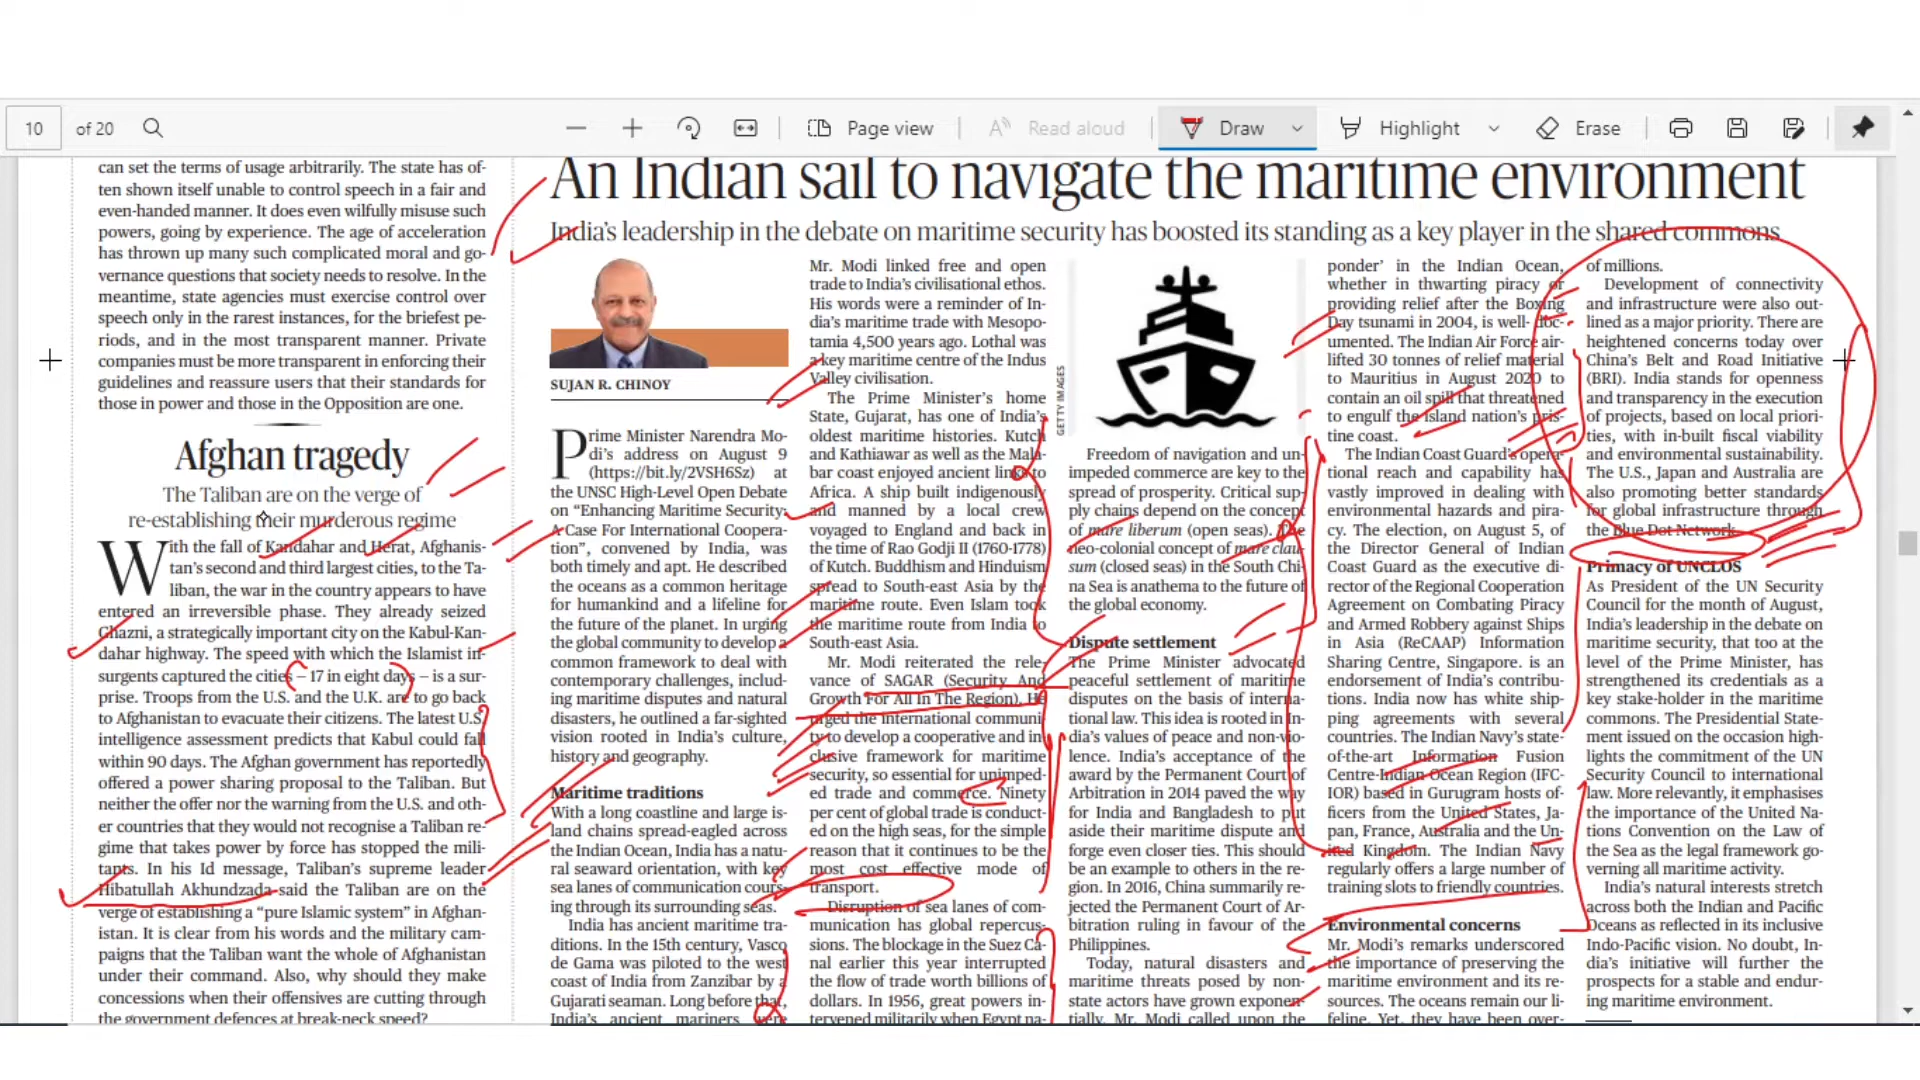 10 of 20
Page view
Read aloud
Draw
Highlight
Erase
can set the terms of usage arbitrarily. The state has of-
ten shown itself unable to control speech in a fair and
even-handed manner. It does even wilfully misuse such
powers, going by experience. The age of acceleration
has thrown up many such complicated moral and go-
vernance questions that society needs to resolve. In the
meantime, state agencies must exercise control over
speech only in the rarest instances, for the briefest pe-
riods, and in the most transparent manner. Private
companies must be more transparent in enforcing their
guidelines and reassure users that their standards for
those in power and those in the Opposition are one.
Afghan tragedy
The Taliban are on the verge of
re-establishing their murderous regime
With the fall of Kandahar and Herat, Afghanis-
tan's second and third largest cities, to the Ta-
liban, the war in the country appears to have
entered an irreversible phase. They already seized
Ghazni, a strategically important city on the Kabul-Kan-
dahar highway. The speed with which the Islamist in-
surgents captured the cities – 17 in eight days – is a sur-
prise. Troops from the U.S. and the U.K. are to go back
to Afghanistan to evacuate their citizens. The latest U.S.
intelligence assessment predicts that Kabul could fall
within 90 days. The Afghan government has reportedly
offered a power sharing proposal to the Taliban. But
neither the offer nor the warning from the U.S. and oth-
er countries that they would not recognise a Taliban re-
gime that takes power by force has stopped the mili-
tants. In his Id message, Taliban's supreme leader
Hibatullah Akhundzada said the Taliban are on the
verge of establishing a “pure Islamic system” in Afghan-
istan. It is clear from his words and the military cam-
paigns that the Taliban want the whole of Afghanistan
under their command. Also, why should they make
concessions when their offensives are cutting through
the government defences at break-neck speed?
An Indian sail to navigate the maritime environment
India's leadership in the debate on maritime security has boosted its standing as a key player in the shared commons
SUJAN R. CHINOY
Prime Minister Narendra Mo-
di's address on August 9
(https://bit.ly/2VSH6Sz) at
the UNSC High-Level Open Debate
on “Enhancing Maritime Security:
A Case For International Coopera-
tion”, convened by India, was
both timely and apt. He described
the oceans as a common heritage
for humankind and a lifeline for
the future of the planet. In urging
the global community to develop a
common framework to deal with
contemporary challenges, includ-
ing maritime disputes and natural
disasters, he outlined a far-sighted
vision rooted in India's culture,
history and geography.
Maritime traditions
With a long coastline and large is-
land chains spread-eagled across
the Indian Ocean, India has a natu-
ral seaward orientation, with key
sea lanes of communication cours-
ing through its surrounding seas.
India has ancient maritime tra-
ditions. In the 15th century, Vasco
de Gama was piloted to the west
coast of India from Zanzibar by a
Gujarati seaman. Long before that,
India's ancient mariners were
Mr. Modi linked free and open
trade to India's civilisational ethos.
His words were a reminder of In-
dia's maritime trade with Mesopo-
tamia 4,500 years ago. Lothal was
a key maritime centre of the Indus
Valley civilisation.
The Prime Minister's home
State, Gujarat, has one of India's
oldest maritime histories. Kutch
and Kathiawar as well as the Mala-
bar coast enjoyed ancient links to
Africa. A ship built indigenously
and manned by a local crew
voyaged to England and back in
the time of Rao Godji II (1760-1778)
of Kutch. Buddhism and Hinduism
spread to South-east Asia by the
maritime route. Even Islam took
the maritime route from India to
South-east Asia.
Mr. Modi reiterated the rele-
vance of SAGAR (Security And
Growth For All In The Region). He
urged the international communi-
ty to develop a cooperative and in-
clusive framework for maritime
security, so essential for unimped-
ed trade and commerce. Ninety
per cent of global trade is conduct-
ed on the high seas, for the simple
reason that it continues to be the
most cost effective mode of
transport.
Disruption of sea lanes of com-
munication has global repercus-
sions. The blockage in the Suez Ca-
nal earlier this year interrupted
the flow of trade worth billions of
dollars. In 1956, great powers in-
tervened militarily when Egypt na-
GETTY IMAGES
Freedom of navigation and un-
impeded commerce are key to the
spread of prosperity. Critical sup-
ply chains depend on the concept
of mare liberum (open seas). The
neo-colonial concept of mare clau-
sum (closed seas) in the South Chi-
na Sea is anathema to the future of
the global economy.
Dispute settlement
The Prime Minister advocated
peaceful settlement of maritime
disputes on the basis of interna-
tional law. This idea is rooted in In-
dia's values of peace and non-vio-
lence. India's acceptance of the
award by the Permanent Court of
Arbitration in 2014 paved the way
for India and Bangladesh to put
aside their maritime dispute and
forge even closer ties. This should
be an example to others in the re-
gion. In 2016, China summarily re-
jected the Permanent Court of Ar-
bitration ruling in favour of the
Philippines.
Today, natural disasters and
maritime threats posed by non-
state actors have grown exponen-
tially. Mr. Modi called upon the
ponder' in the Indian Ocean,
whether in thwarting piracy or
providing relief after the Boxing
Day tsunami in 2004, is well- doc-
umented. The Indian Air Force air-
lifted 30 tonnes of relief material
to Mauritius in August 2020 to
contain an oil spill that threatened
to engulf the island nation's pris-
tine coast.
The Indian Coast Guard's opera-
tional reach and capability has
vastly improved in dealing with
environmental hazards and pira-
cy. The election, on August 5, of
the Director General of Indian
Coast Guard as the executive di-
rector of the Regional Cooperation
Agreement on Combating Piracy
and Armed Robbery against Ships
in Asia (ReCAAP) Information
Sharing Centre, Singapore. is an
endorsement of India's contribu-
tions. India now has white ship-
ping agreements with several
countries. The Indian Navy's state-
of-the-art Information Fusion
Centre-Indian Ocean Region (IFC-
IOR) based in Gurugram hosts of-
ficers from the United States, Ja-
pan, France, Australia and the Un-
ited Kingdom. The Indian Navy
regularly offers a large number of
training slots to friendly countries.
Environmental concerns
Mr. Modi's remarks underscored
the importance of preserving the
maritime environment and its re-
sources. The oceans remain our li-
feline. Yet, they have been over-
of millions.
Development of connectivity
and infrastructure were also out-
lined as a major priority. There are
heightened concerns today over
China's Belt and Road Initiative
(BRI). India stands for openness
and transparency in the execution
of projects, based on local priori-
ties, with in-built fiscal viability
and environmental sustainability.
The U.S., Japan and Australia are
also promoting better standards
for global infrastructure through
the Blue Dot Network.
Primacy of UNCLOS
As President of the UN Security
Council for the month of August,
India's leadership in the debate on
maritime security, that too at the
level of the Prime Minister, has
strengthened its credentials as a
key stake-holder in the maritime
commons. The Presidential State-
ment issued on the occasion high-
lights the commitment of the UN
Security Council to international
law. More relevantly, it emphasises
the importance of the United Na-
tions Convention on the Law of
the Sea as the legal framework go-
verning all maritime activity.
India's natural interests stretch
across both the Indian and Pacific
Oceans as reflected in its inclusive
Indo-Pacific vision. No doubt, In-
dia's initiative will further the
prospects for a stable and endur-
ing maritime environment.